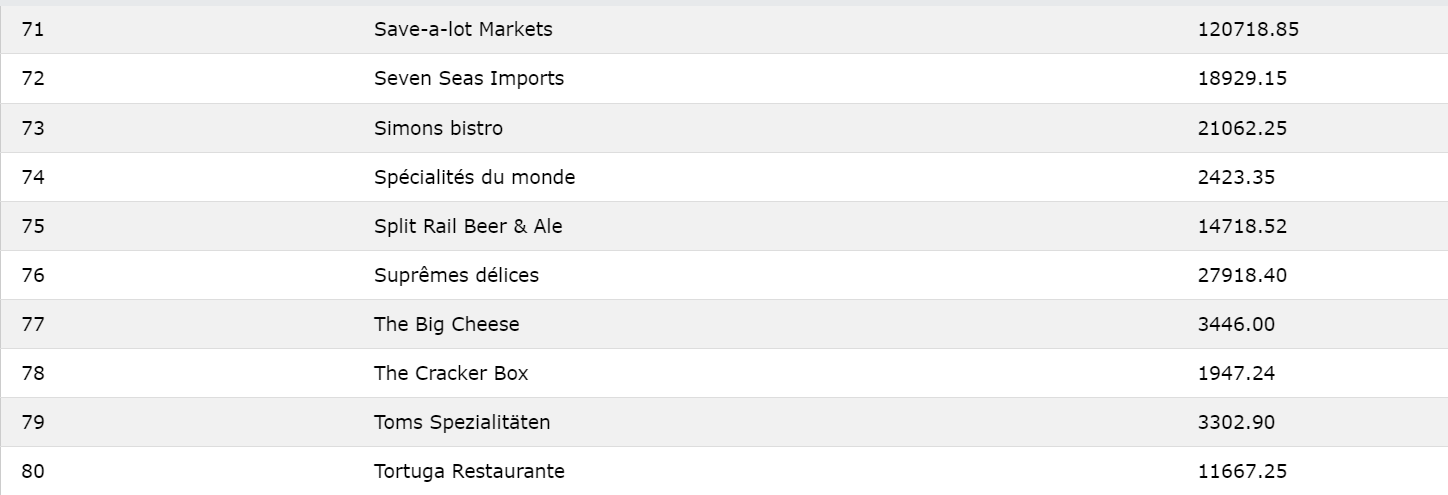 71 Save-a-lot Markets 120718.85
72 Seven Seas Imports 18929.15
73 Simons bistro 21062.25
74 Spécialités du monde 2423.35
75 Split Rail Beer & Ale 14718.52
76 Suprêmes délices 27918.40
77 The Big Cheese 3446.00
78 The Cracker Box 1947.24
79 Toms Spezialitäten 3302.90
80 Tortuga Restaurante 11667.25